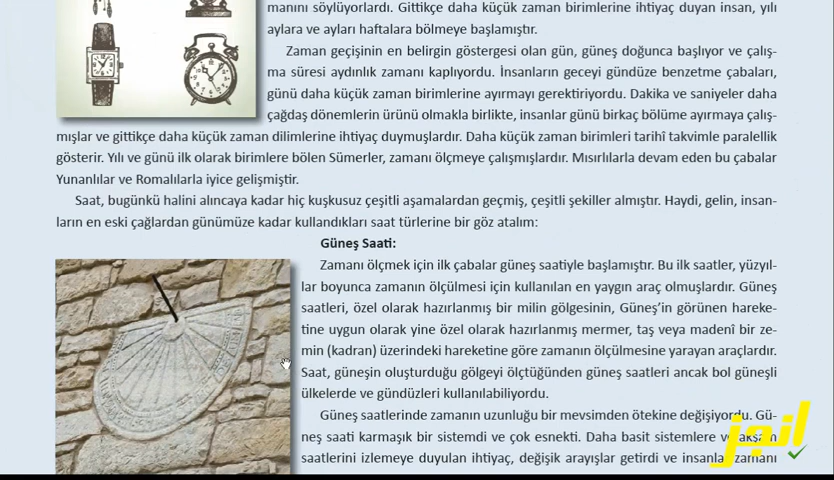 manını söylüyorlardı. Gittikçe daha küçük zaman birimlerine ihtiyaç duyan insan, yılı
aylara ve ayları haftalara bölmeye başlamıştır.
Zaman geçişinin en belirgin göstergesi olan gün, güneş doğunca başlıyor ve çalış-
ma süresi aydınlık zamanı kaplıyordu. İnsanların geceyi gündüze benzetme çabaları,
günü daha küçük zaman birimlerine ayırmayı gerektiriyordu. Dakika ve saniyeler daha
çağdaş dönemlerin ürünü olmakla birlikte, insanlar günü birkaç bölüme ayırmaya çalış-
mışlar ve gittikçe daha küçük zaman dilimlerine ihtiyaç duymuşlardır. Daha küçük zaman birimleri tarihî takvimle paralellik
gösterir. Yılı ve günü ilk olarak birimlere bölen Sümerler, zamanı ölçmeye çalışmışlardır. Mısırlılarla devam eden bu çabalar
Yunanlılar ve Romalılarla iyice gelişmiştir.
Saat, bugünkü halini alıncaya kadar hiç kuşkusuz çeşitli aşamalardan geçmiş, çeşitli şekiller almıştır. Haydi, gelin, insan-
ların en eski çağlardan günümüze kadar kullandıkları saat türlerine bir göz atalım:
Güneş Saati:
Zamanı ölçmek için ilk çabalar güneş saatiyle başlamıştır. Bu ilk saatler, yüzyıl-
lar boyunca zamanın ölçülmesi için kullanılan en yaygın araç olmuşlardır. Güneş
saatleri, özel olarak hazırlanmış bir milin gölgesinin, Güneş'in görünen hareke-
tine uygun olarak yine özel olarak hazırlanmış mermer, taş veya madenî bir ze-
min (kadran) üzerindeki hareketine göre zamanın ölçülmesine yarayan araçlardır.
Saat, güneşin oluşturduğu gölgeyi ölçtüğünden güneş saatleri ancak bol güneşli
ülkelerde ve gündüzleri kullanılabiliyordu.
Güneş saatlerinde zamanın uzunluğu bir mevsimden ötekine değişiyordu. Gü-
neş saati karmaşık bir sistemdi ve çok esnekti. Daha basit sistemlere ve akşam
saatlerini izlemeye duyulan ihtiyaç, değişik arayışlar getirdi ve insanlar zamanı
انجز